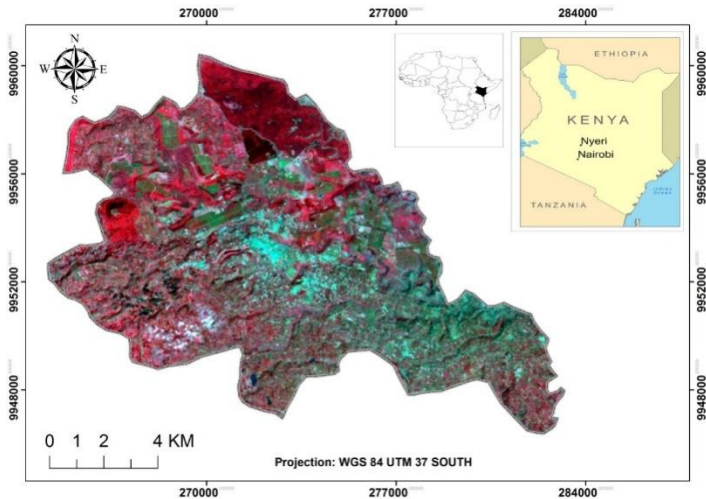 270000 277000 284000
N
W E
S
ETHIOPIA
KENYA
Nyeri
Nairobi
TANZANIA
9960000 9960000
9956000 9956000
9952000 9952000
9948000 9948000
0 1 2 4 KM
Projection: WGS 84 UTM 37 SOUTH
270000 277000 284000